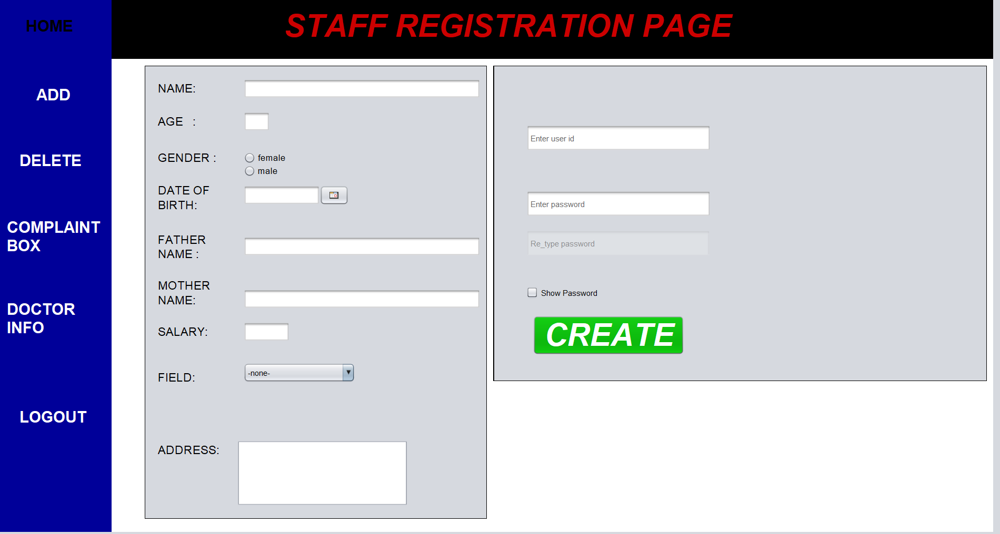 HOME
ADD
DELETE
COMPLAINT
BOX
DOCTOR
INFO
LOGOUT
STAFF REGISTRATION PAGE
NAME:
AGE   :
GENDER :
female
male
DATE OF
BIRTH:
FATHER
NAME :
MOTHER
NAME:
SALARY:
FIELD:
-none-
ADDRESS:
Enter user id
Enter password
Re_type password
Show Password
CREATE